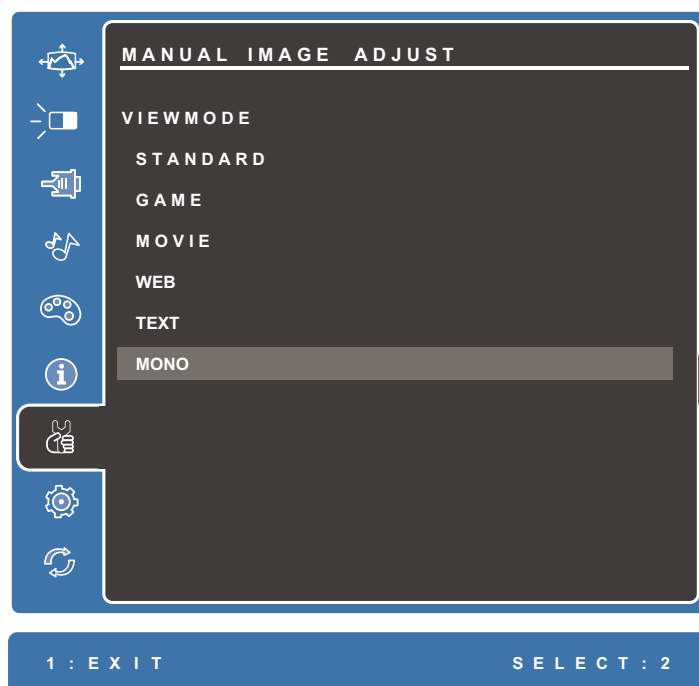 MANUAL IMAGE ADJUST
VIEWMODE
STANDARD
GAME
MOVIE
WEB
TEXT
MONO
1:EXIT SELECT:2